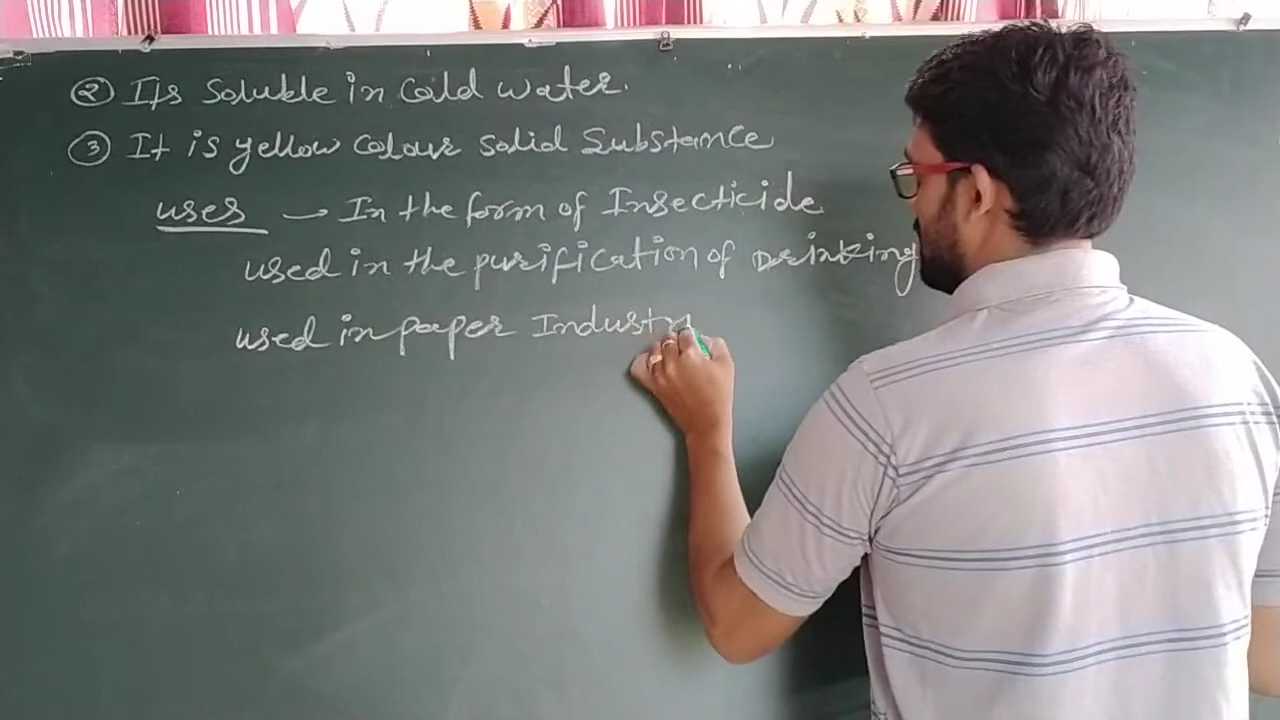 ② Its Soluble in Cold water.
③ It is yellow colour solid Substance
uses → In the form of Insecticide
used in the purification of Drinking
used in paper Industry